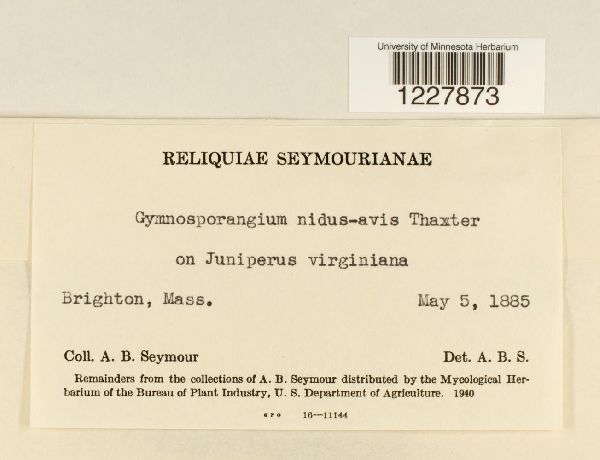 University of Minnesota Herbarium
1227873
RELIQUIAE SEYMOURIANAE
Gymnosporangium nidus-avis Thaxter
on Juniperus virginiana
Brighton, Mass. May 5, 1885
Coll. A. B. Seymour Det. A. B. S.
Remainders from the collections of A. B. Seymour distributed by the Mycological Her-
barium of the Bureau of Plant Industry, U. S. Department of Agriculture. 1940
GPO 16—11144